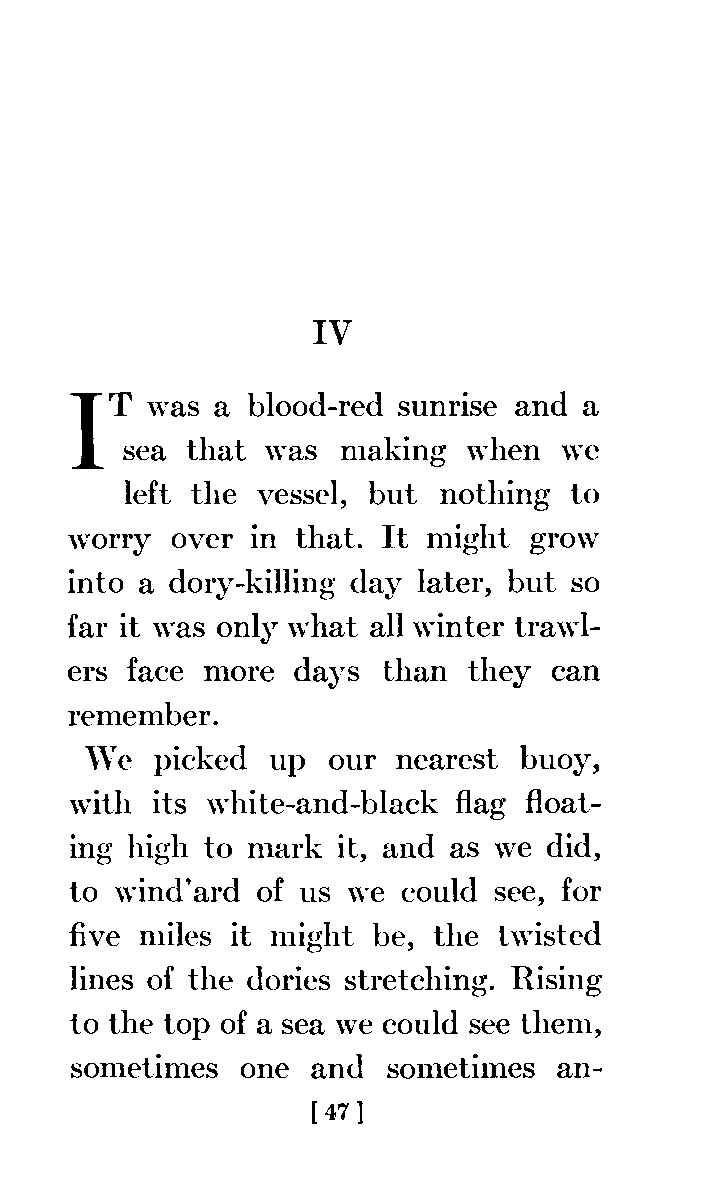 IV
IT was a blood-red sunrise and a
sea that was making when we
left the vessel, but nothing to
worry over in that. It might grow
into a dory-killing day later, but so
far it was only what all winter trawl-
ers face more days than they can
remember.
We picked up our nearest buoy,
with its white-and-black flag float-
ing high to mark it, and as we did,
to wind'ard of us we could see, for
five miles it might be, the twisted
lines of the dories stretching. Rising
to the top of a sea we could see them,
sometimes one and sometimes an-
[ 47 ]